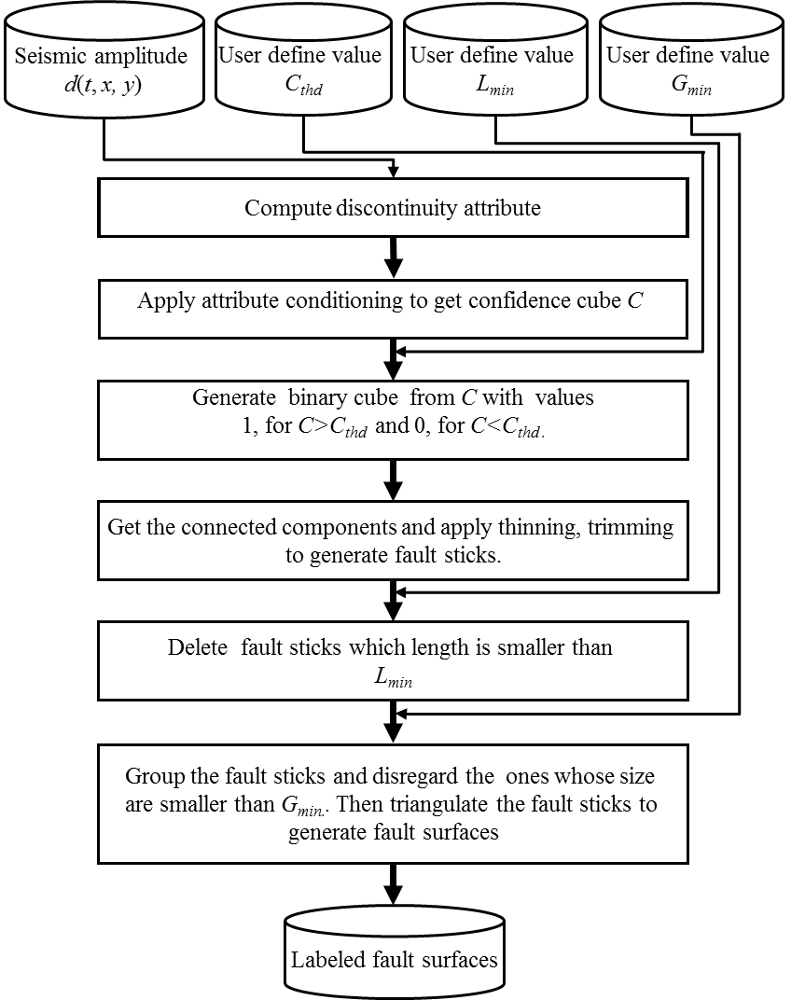 Seismic amplitude
d(t, x, y)
User define value
Cthd
User define value
Lmin
User define value
Gmin
Compute discontinuity attribute
Apply attribute conditioning to get confidence cube C
Generate binary cube from C with values
1, for C>Cthd and 0, for C<Cthd.
Get the connected components and apply thinning, trimming
to generate fault sticks.
Delete fault sticks which length is smaller than
Lmin
Group the fault sticks and disregard the ones whose size
are smaller than Gmin.. Then triangulate the fault sticks to
generate fault surfaces
Labeled fault surfaces